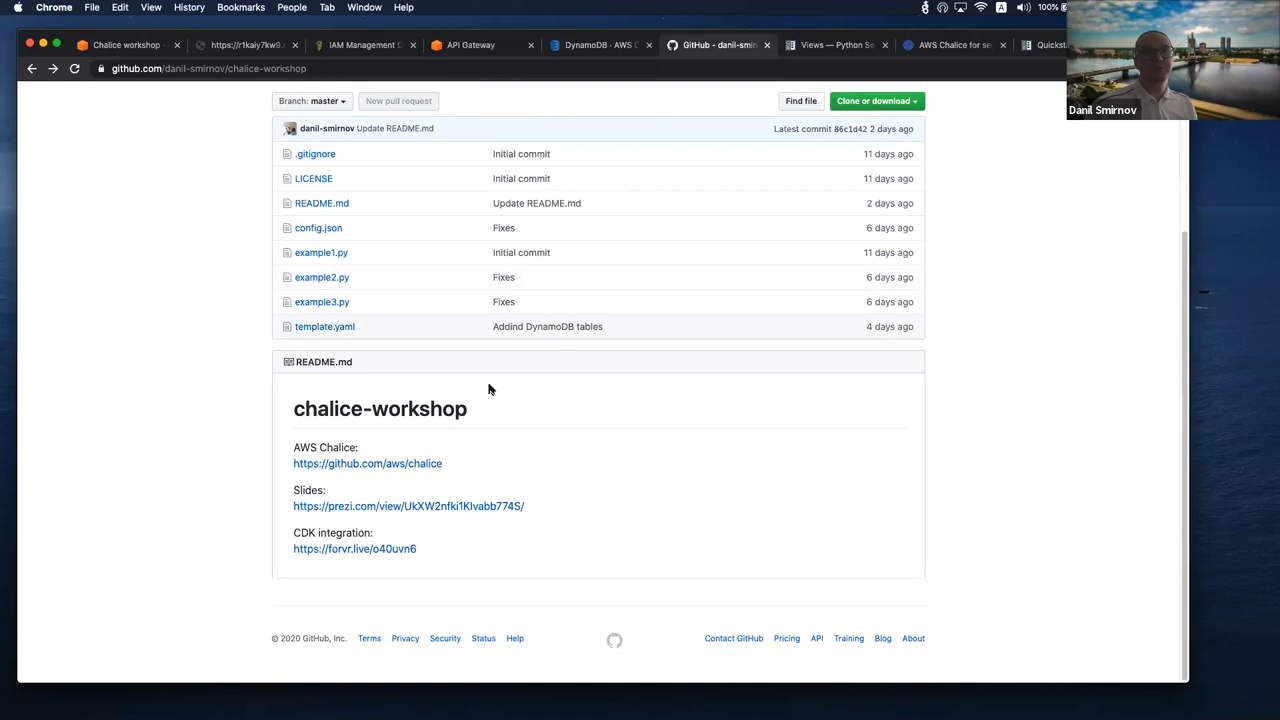 Chrome File Edit View History Bookmarks People Tab Window Help A 100%
Chalice workshop - https://r1kaiy7kw9. IAM Management C API Gateway DynamoDB · AWS C GitHub - danil-smirnov Views — Python Se AWS Chalice for se Quicks
github.com/danil-smirnov/chalice-workshop
Danil Smirnov
Branch: master New pull request Find file Clone or download
danil-smirnov Update README.md Latest commit 86c1d42 2 days ago
.gitignore Initial commit 11 days ago
LICENSE Initial commit 11 days ago
README.md Update README.md 2 days ago
config.json Fixes 6 days ago
example1.py Initial commit 11 days ago
example2.py Fixes 6 days ago
example3.py Fixes 6 days ago
template.yaml Addind DynamoDB tables 4 days ago
README.md
chalice-workshop
AWS Chalice:
https://github.com/aws/chalice
Slides:
https://prezi.com/view/UkXW2nfki1KIvabb774S/
CDK integration:
https://forvr.live/o40uvn6
© 2020 GitHub, Inc. Terms Privacy Security Status Help Contact GitHub Pricing API Training Blog About